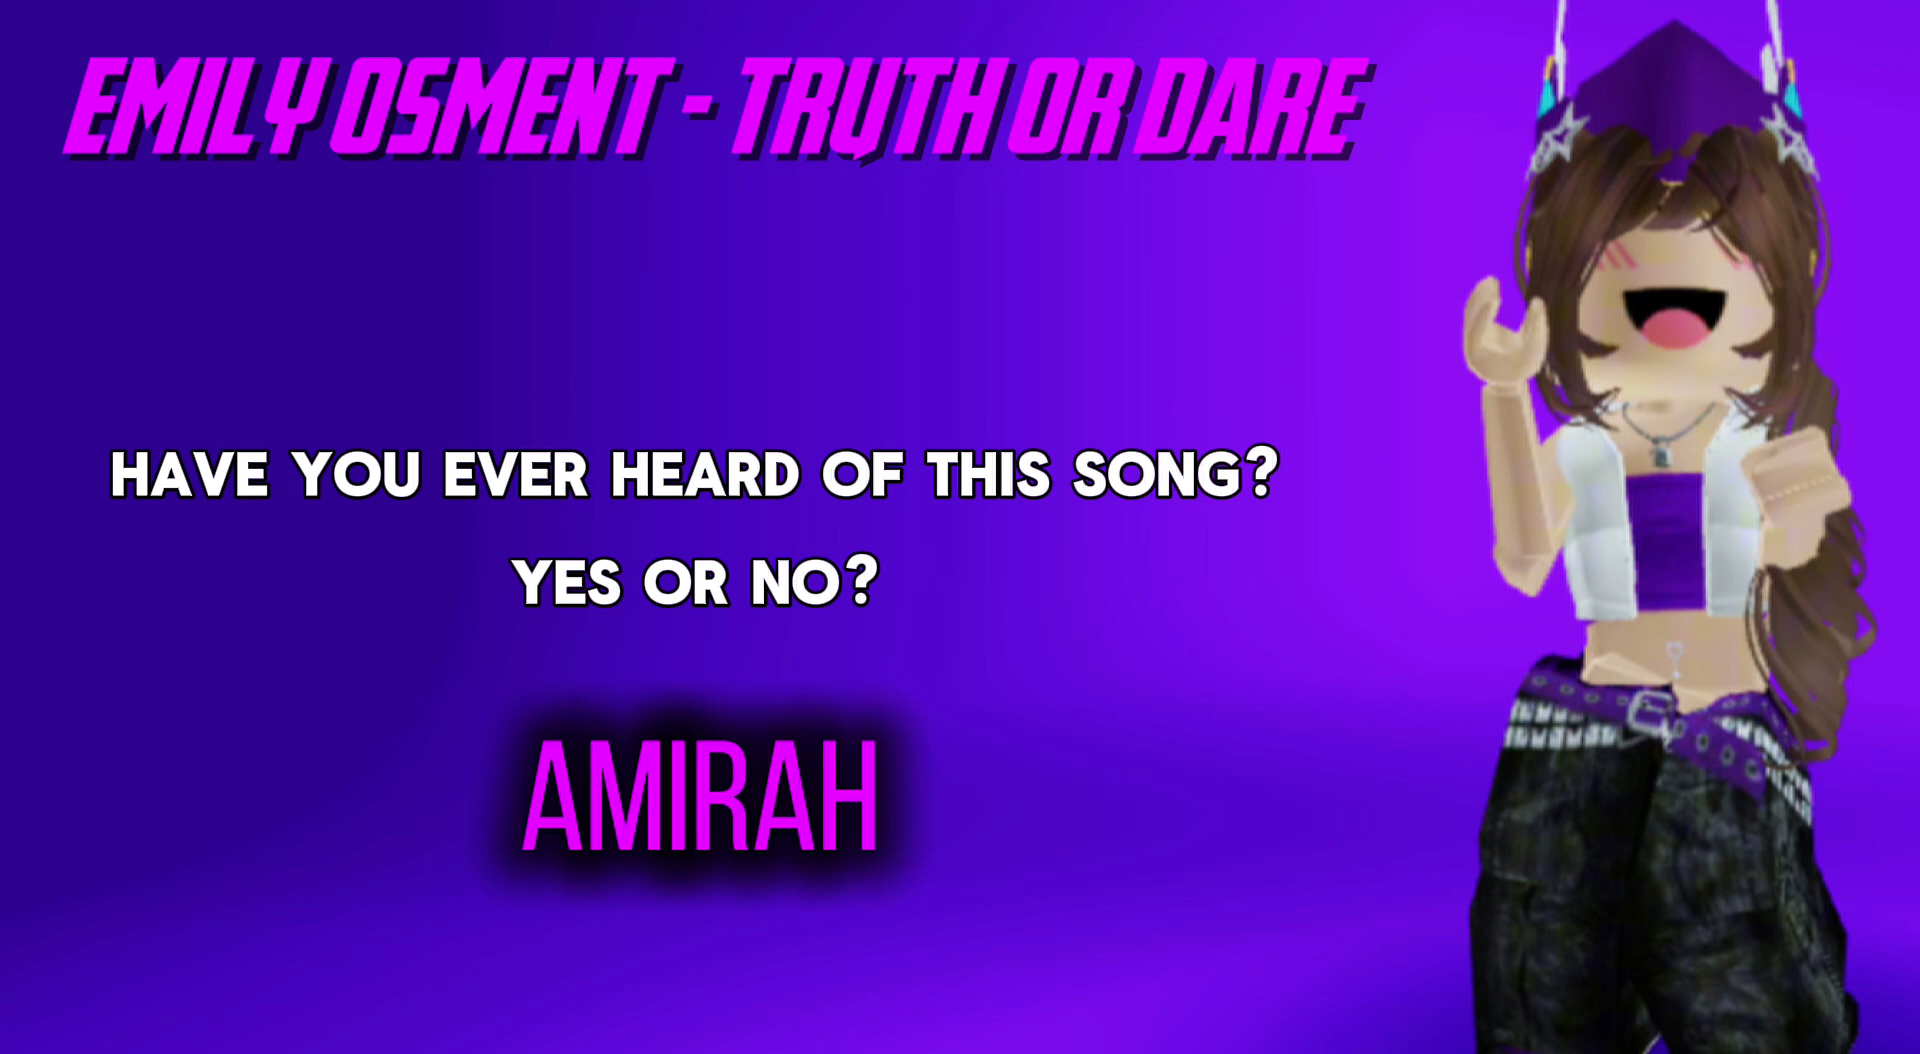 EMILY OSMENT - TRUTH OR DARE
HAVE YOU EVER HEARD OF THIS SONG?
YES OR NO?
AMIRAH